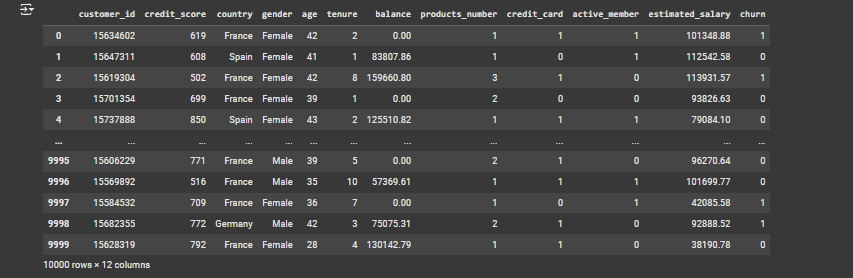 customer_id credit_score country gender age tenure balance products_number credit_card active_member estimated_salary churn
0 15634602 619 France Female 42 2 0.00 1 1 1 101348.88 1
1 15647311 608 Spain Female 41 1 83807.86 1 0 1 112542.58 0
2 15619304 502 France Female 42 8 159660.80 3 1 0 113931.57 1
3 15701354 699 France Female 39 1 0.00 2 0 0 93826.63 0
4 15737888 850 Spain Female 43 2 125510.82 1 1 1 79084.10 0
... ... ... ... ... ... ... ... ... ... ... ... ...
9995 15606229 771 France Male 39 5 0.00 2 1 0 96270.64 0
9996 15569892 516 France Male 35 10 57369.61 1 1 1 101699.77 0
9997 15584532 709 France Female 36 7 0.00 1 0 1 42085.58 1
9998 15682355 772 Germany Male 42 3 75075.31 2 1 0 92888.52 1
9999 15628319 792 France Female 28 4 130142.79 1 1 0 38190.78 0
10000 rows × 12 columns